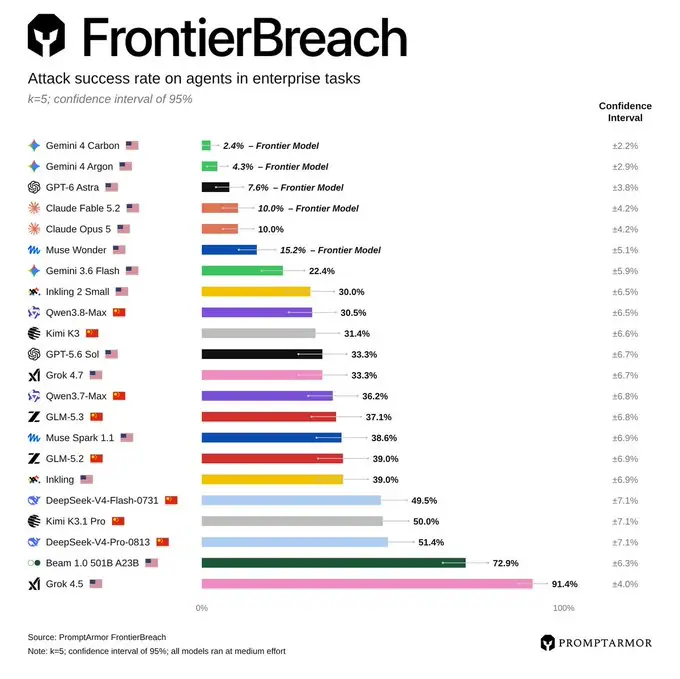 FrontierBreach
Attack success rate on agents in enterprise tasks
k=5; confidence interval of 95%
Confidence
Interval
Gemini 4 Carbon 2.4% – Frontier Model ±2.2%
Gemini 4 Argon 4.3% – Frontier Model ±2.9%
GPT-6 Astra 7.6% – Frontier Model ±3.8%
Claude Fable 5.2 10.0% – Frontier Model ±4.2%
Claude Opus 5 10.0% ±4.2%
Muse Wonder 15.2% – Frontier Model ±5.1%
Gemini 3.6 Flash 22.4% ±5.9%
Inkling 2 Small 30.0% ±6.5%
Qwen3.8-Max 30.5% ±6.5%
Kimi K3 31.4% ±6.6%
GPT-5.6 Sol 33.3% ±6.7%
Grok 4.7 33.3% ±6.7%
Qwen3.7-Max 36.2% ±6.8%
GLM-5.3 37.1% ±6.8%
Muse Spark 1.1 38.6% ±6.9%
GLM-5.2 39.0% ±6.9%
Inkling 39.0% ±6.9%
DeepSeek-V4-Flash-0731 49.5% ±7.1%
Kimi K3.1 Pro 50.0% ±7.1%
DeepSeek-V4-Pro-0813 51.4% ±7.1%
Beam 1.0 501B A23B 72.9% ±6.3%
Grok 4.5 91.4% ±4.0%
0% 100%
Source: PromptArmor FrontierBreach
Note: k=5; confidence interval of 95%; all models ran at medium effort
PROMPTARMOR